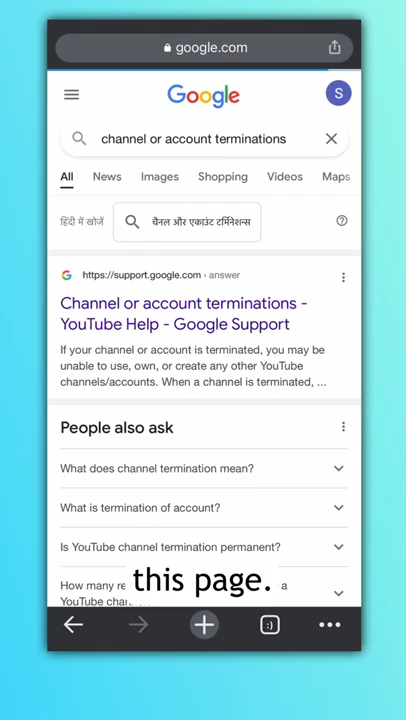 google.com
Google
S
channel or account terminations
All News Images Shopping Videos Maps
हिंदी में खोजें चैनल और एकाउंट टर्मिनेशन्स
G https://support.google.com › answer
Channel or account terminations -
YouTube Help - Google Support
If your channel or account is terminated, you may be
unable to use, own, or create any other YouTube
channels/accounts. When a channel is terminated, ...
People also ask
What does channel termination mean?
What is termination of account?
Is YouTube channel termination permanent?
How many a
YouTube
this page.
:)